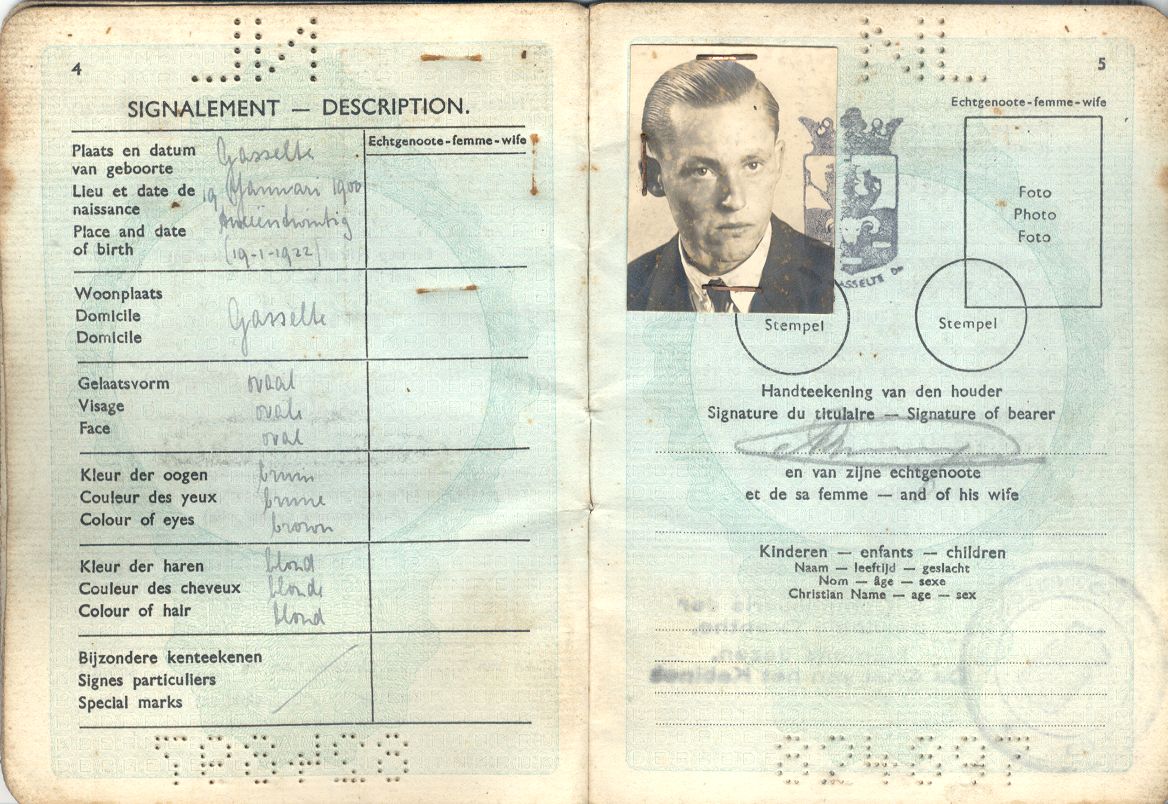 4
SIGNALEMENT — DESCRIPTION.
Plaats en datum
van geboorte
Lieu et date de
naissance
Place and date
of birth
Gasselte
19 Januari 1900
tweeëntwintig
(19-1-1922)
Echtgenoote-femme-wife
Woonplaats
Domicile
Domicile
Gasselte
Gelaatsvorm ovaal
Visage ovale
Face oval
Kleur der oogen bruin
Couleur des yeux brune
Colour of eyes brown
Kleur der haren blond
Couleur des cheveux blonde
Colour of hair blond
Bijzondere kenteekenen
Signes particuliers
Special marks
NL
5
Echtgenoote-femme-wife
Foto
Photo
Foto
ASSELTE
Stempel
Stempel
Handteekening van den houder
Signature du titulaire — Signature of bearer
en van zijne echtgenoote
et de sa femme — and of his wife
Kinderen — enfants — children
Naam — leeftijd — geslacht
Nom — âge — sexe
Christian Name — age — sex